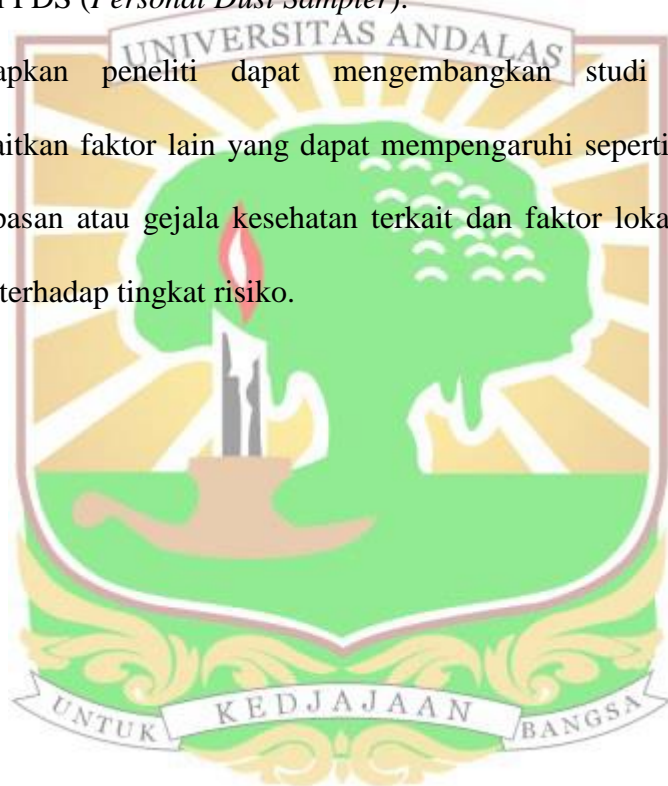 PDS (Personal Dust Sampler).
UNIVERSITAS ANDALAS
apkan peneliti dapat mengembangkan studi
aitkan faktor lain yang dapat mempengaruhi seperti
pasan atau gejala kesehatan terkait dan faktor loka
terhadap tingkat risiko.
UNTUK KEDJAJAAN BANGSA